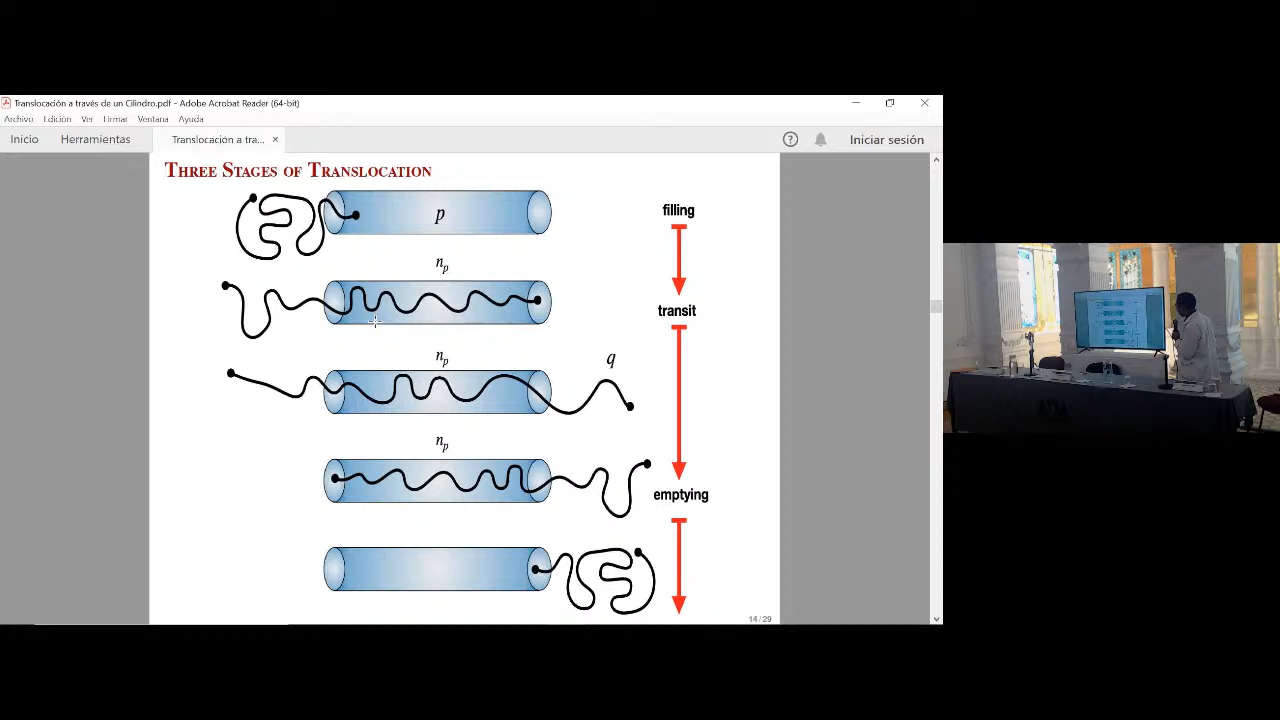 Translocación a través de un Cilindro.pdf - Adobe Acrobat Reader (64-bit)
Archivo Edición Ver Firmar Ventana Ayuda
Inicio Herramientas Translocación a tra... × ? Iniciar sesión
THREE STAGES OF TRANSLOCATION
p
filling
n_p
transit
n_p
q
n_p
emptying
14 / 29